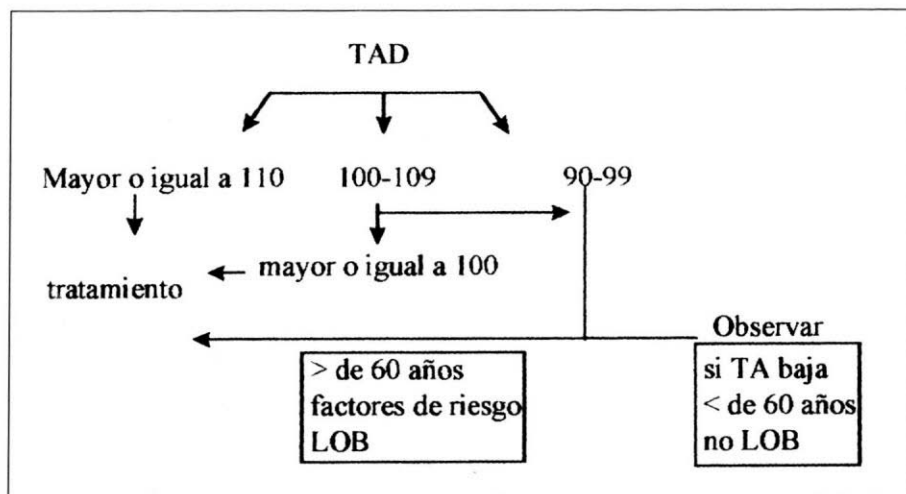 TAD
Mayor o igual a 110 100-109 90-99
mayor o igual a 100
tratamiento
Observar
> de 60 años
factores de riesgo
LOB
si TA baja
< de 60 años
no LOB